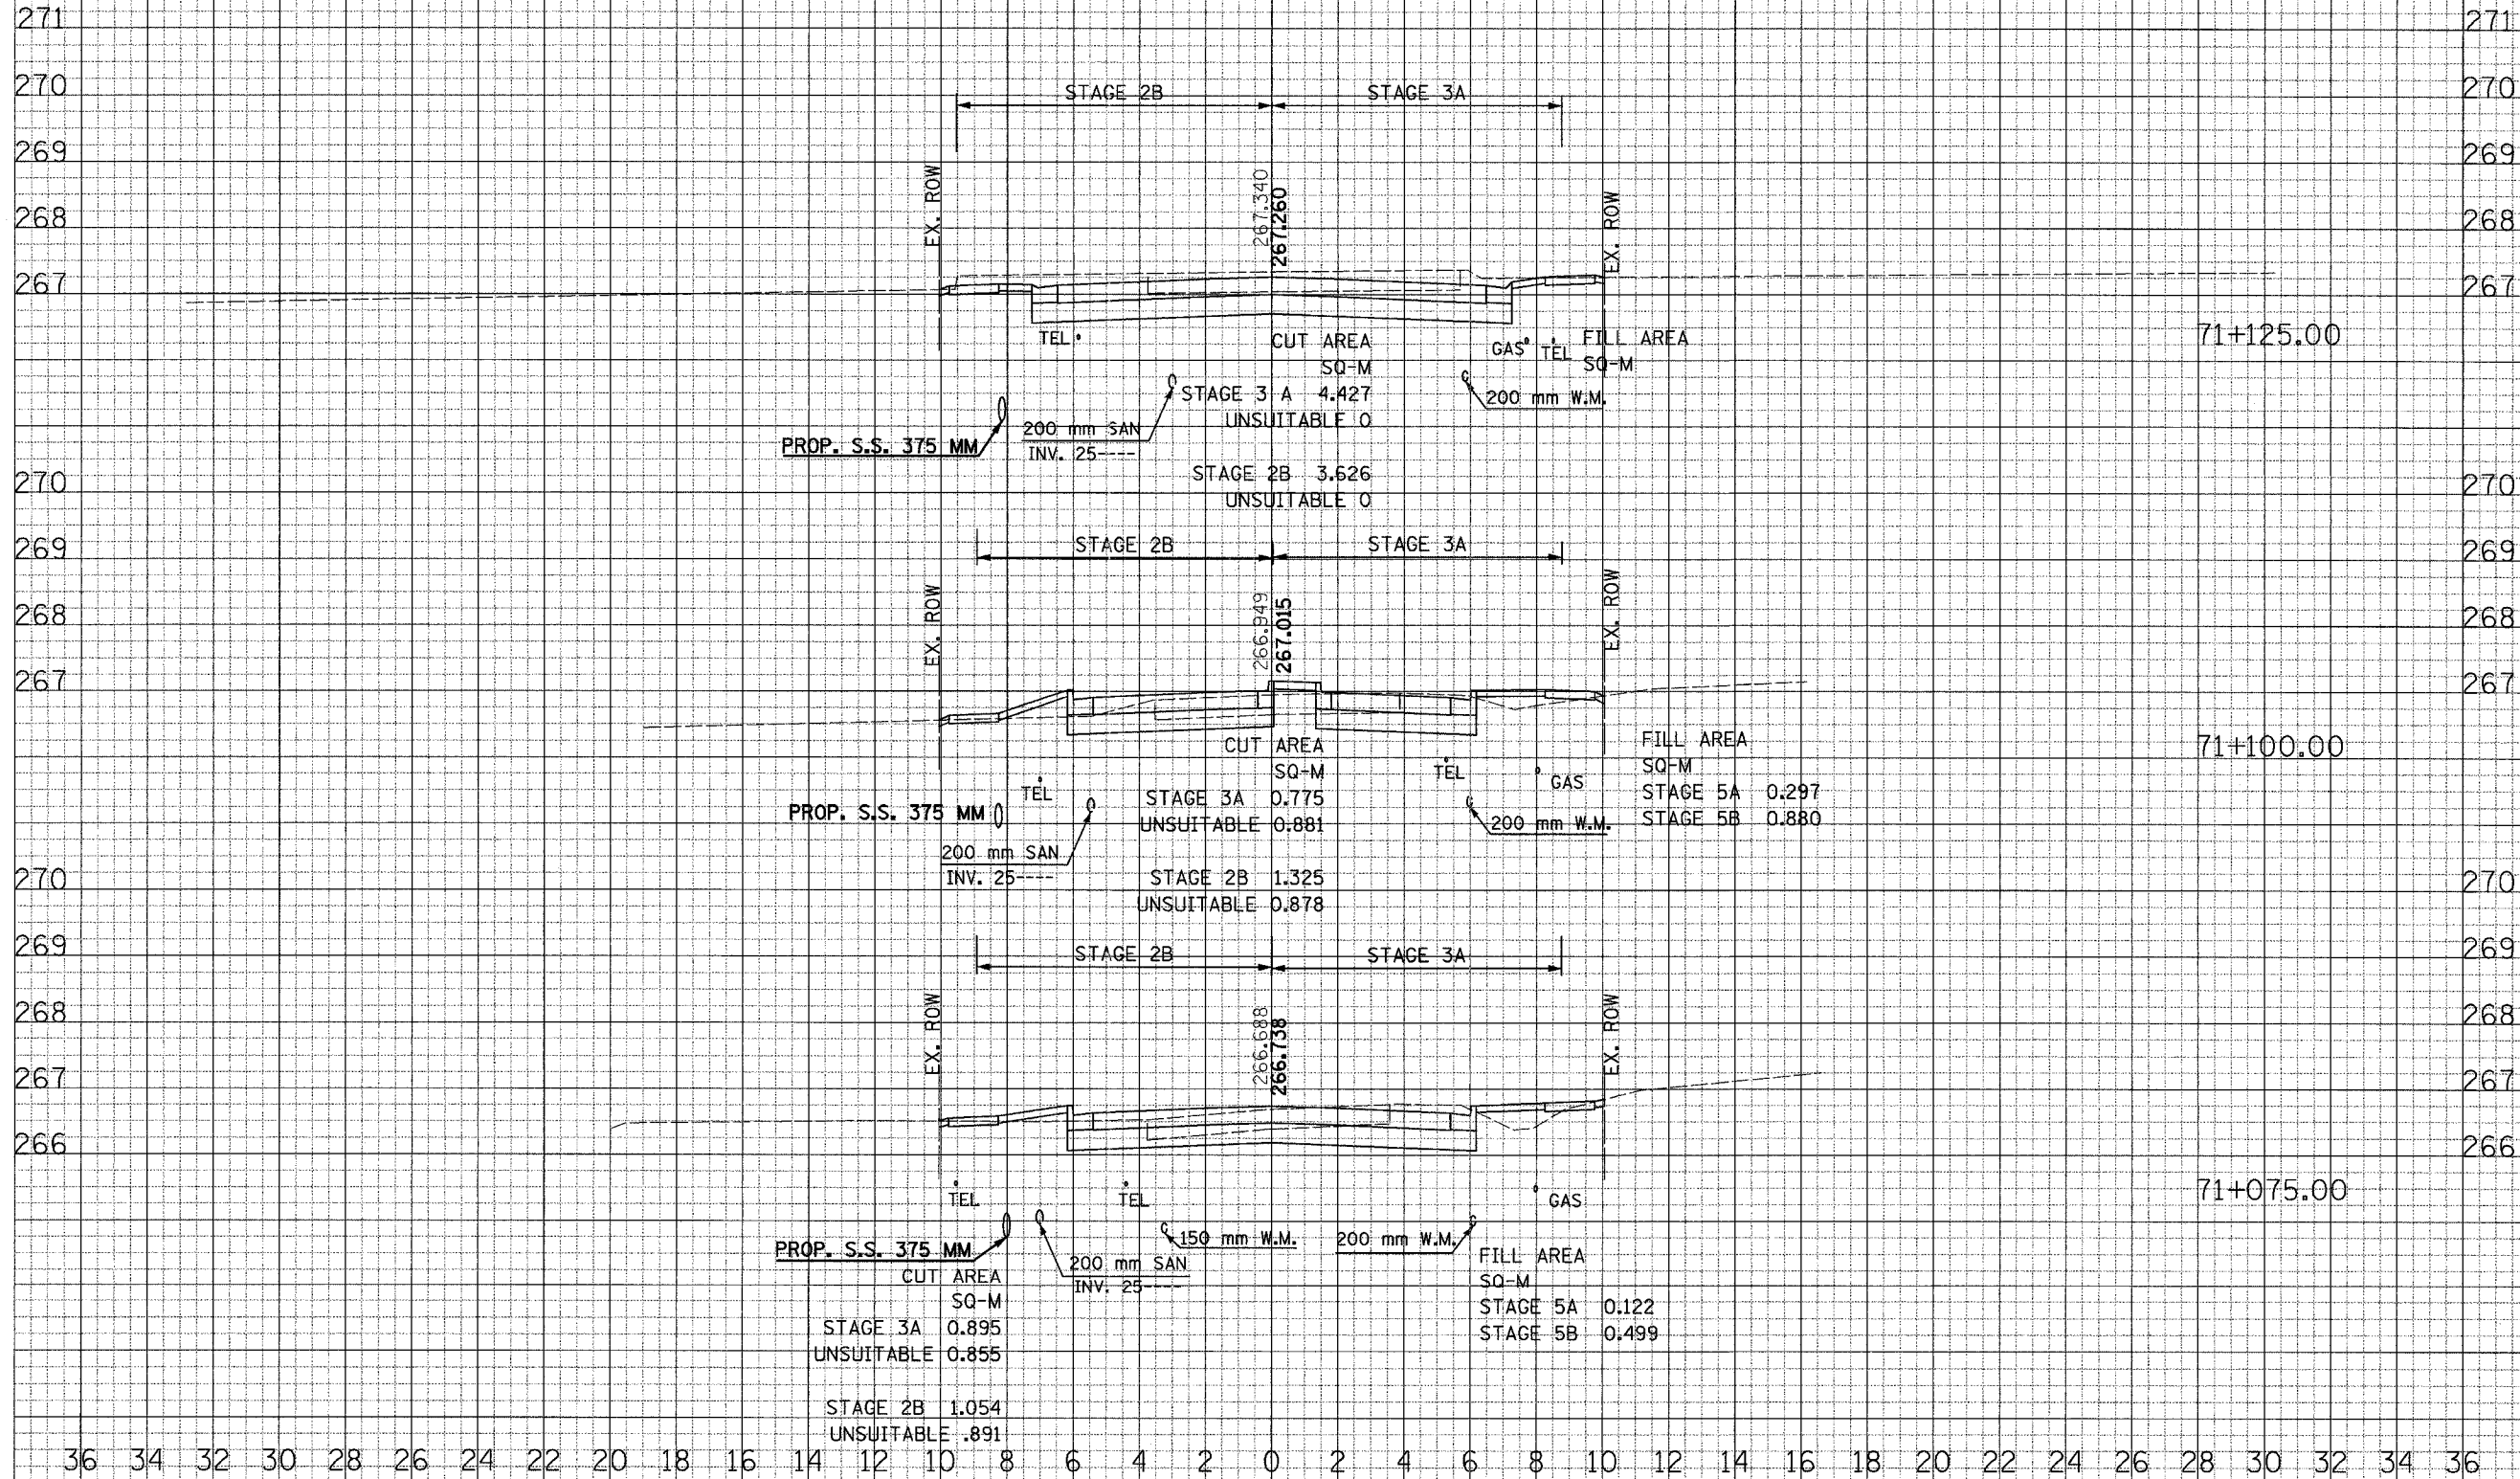 271 271
270 270
STAGE 2B STAGE 3A
269 269
EX. ROW 267.340 267.260 EX. ROW
268 268
267 267
71+125.00
TEL CUT AREA GAS TEL FILL AREA
SQ-M SQ-M
STAGE 3 A 4.427 200 mm W.M.
UNSUITABLE 0
PROP. S.S. 375 MM 200 mm SAN
INV. 25----
STAGE 2B 3.626
UNSUITABLE 0
270 270
269 269
STAGE 2B STAGE 3A
EX. ROW 266.949 267.015 EX. ROW
268 268
267 267
71+100.00
CUT AREA FILL AREA
SQ-M SQ-M
TEL TEL GAS
STAGE 3A 0.775 STAGE 5A 0.297
UNSUITABLE 0.881 STAGE 5B 0.880
PROP. S.S. 375 MM 200 mm W.M.
200 mm SAN
INV. 25----
STAGE 2B 1.325
UNSUITABLE 0.878
270 270
269 269
STAGE 2B STAGE 3A
EX. ROW 266.688 266.738 EX. ROW
268 268
267 267
266 266
71+075.00
TEL TEL GAS
PROP. S.S. 375 MM 150 mm W.M. 200 mm W.M.
200 mm SAN
INV. 25----
CUT AREA FILL AREA
SQ-M SQ-M
STAGE 3A 0.895 STAGE 5A 0.122
UNSUITABLE 0.855 STAGE 5B 0.499
STAGE 2B 1.054
UNSUITABLE .891
36 34 32 30 28 26 24 22 20 18 16 14 12 10 8 6 4 2 0 2 4 6 8 10 12 14 16 18 20 22 24 26 28 30 32 34 36